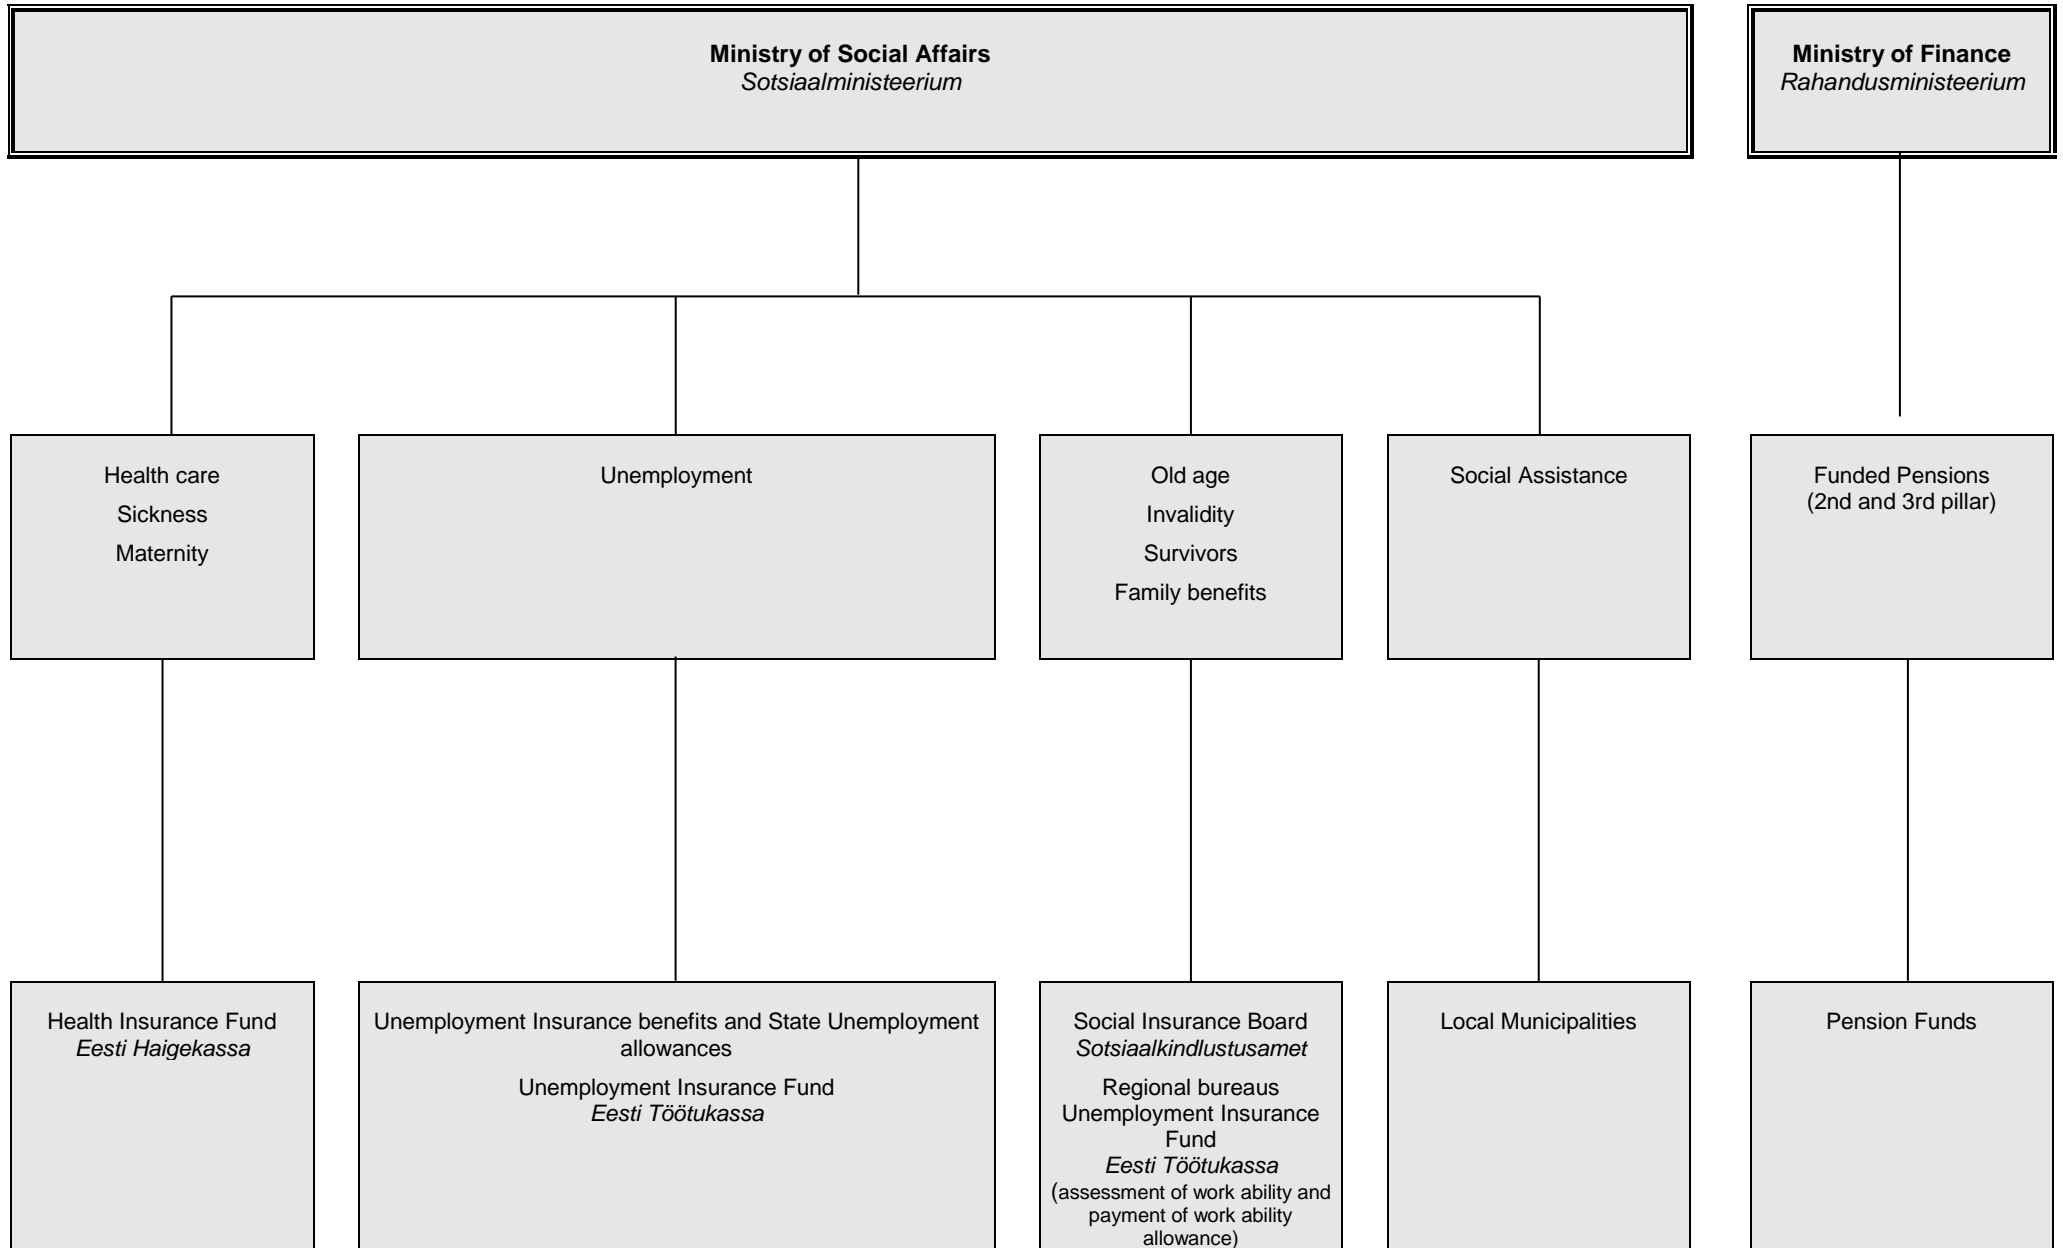 Ministry of Social Affairs
Sotsiaalministeerium
Ministry of Finance
Rahandusministeerium
Health care
Sickness
Maternity
Unemployment
Old age
Invalidity
Survivors
Family benefits
Social Assistance
Funded Pensions
(2nd and 3rd pillar)
Health Insurance Fund
Eesti Haigekassa
Unemployment Insurance benefits and State Unemployment
allowances
Unemployment Insurance Fund
Eesti Töötukassa
Social Insurance Board
Sotsiaalkindlustusamet
Regional bureaus
Unemployment Insurance
Fund
Eesti Töötukassa
(assessment of work ability and
payment of work ability
allowance)
Local Municipalities
Pension Funds